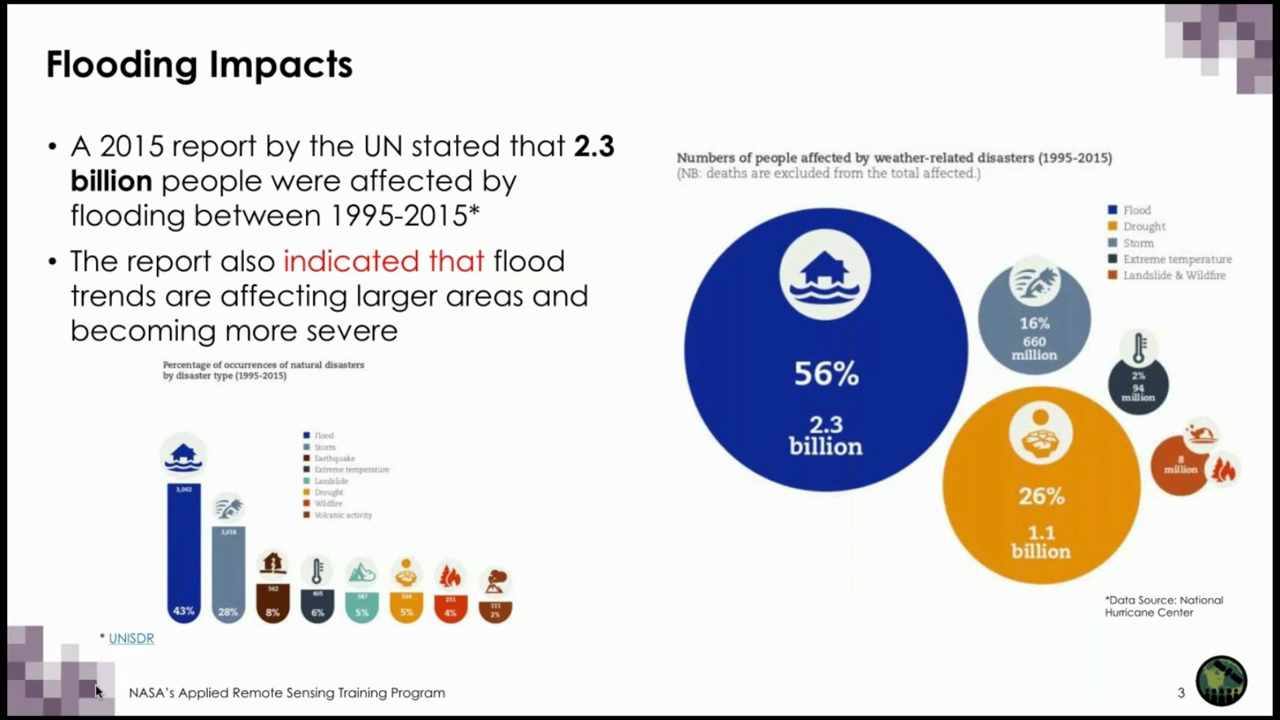 Flooding Impacts
• A 2015 report by the UN stated that 2.3
billion people were affected by
flooding between 1995-2015*
• The report also indicated that flood
trends are affecting larger areas and
becoming more severe
Percentage of occurrences of natural disasters
by disaster type (1995-2015)
Flood
Storm
Earthquake
Extreme temperature
Landslide
Drought
Wildfire
Volcanic activity
3,062
43%
28%
562
8%
405
6%
387
5%
334
5%
251
4%
111
2%
* UNISDR
Numbers of people affected by weather-related disasters (1995-2015)
(NB: deaths are excluded from the total affected.)
Flood
Drought
Storm
Extreme temperature
Landslide & Wildfire
56%
2.3
billion
16%
660
million
2%
94
million
26%
1.1
billion
8
million
*Data Source: National
Hurricane Center
NASA's Applied Remote Sensing Training Program
3